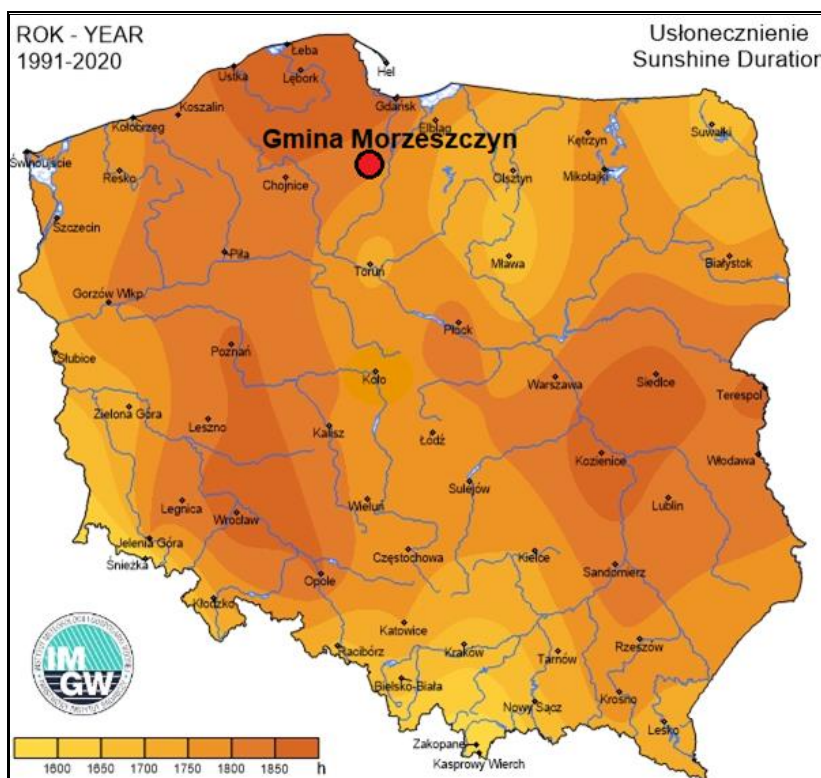 ROK - YEAR
1991-2020
Usłonecznienie
Sunshine Duration
Łeba
Ustka
Lębork
Hel
Koszalin
Gdańsk
Kołobrzeg
Gmina Morzeszczyn
Elbląg
Kętrzyn
Suwałki
Świnoujście
Resko
Chojnice
Olsztyn
Mikołajki
Szczecin
Piła
Toruń
Mława
Białystok
Gorzów Wlkp
Płock
Słubice
Poznań
Koło
Warszawa
Siedlce
Terespol
Zielona Góra
Leszno
Kalisz
Łódź
Kozienice
Włodawa
Legnica
Wrocław
Wieluń
Sulejów
Lublin
Jelenia Góra
Śnieżka
Częstochowa
Kielce
Opole
Sandomierz
Kłodzko
Katowice
Kraków
Racibórz
Tarnów
Rzeszów
Bielsko-Biała
Nowy Sącz
Krosno
Lesko
Zakopane
Kasprowy Wierch
IM
GW
1600 1650 1700 1750 1800 1850 h